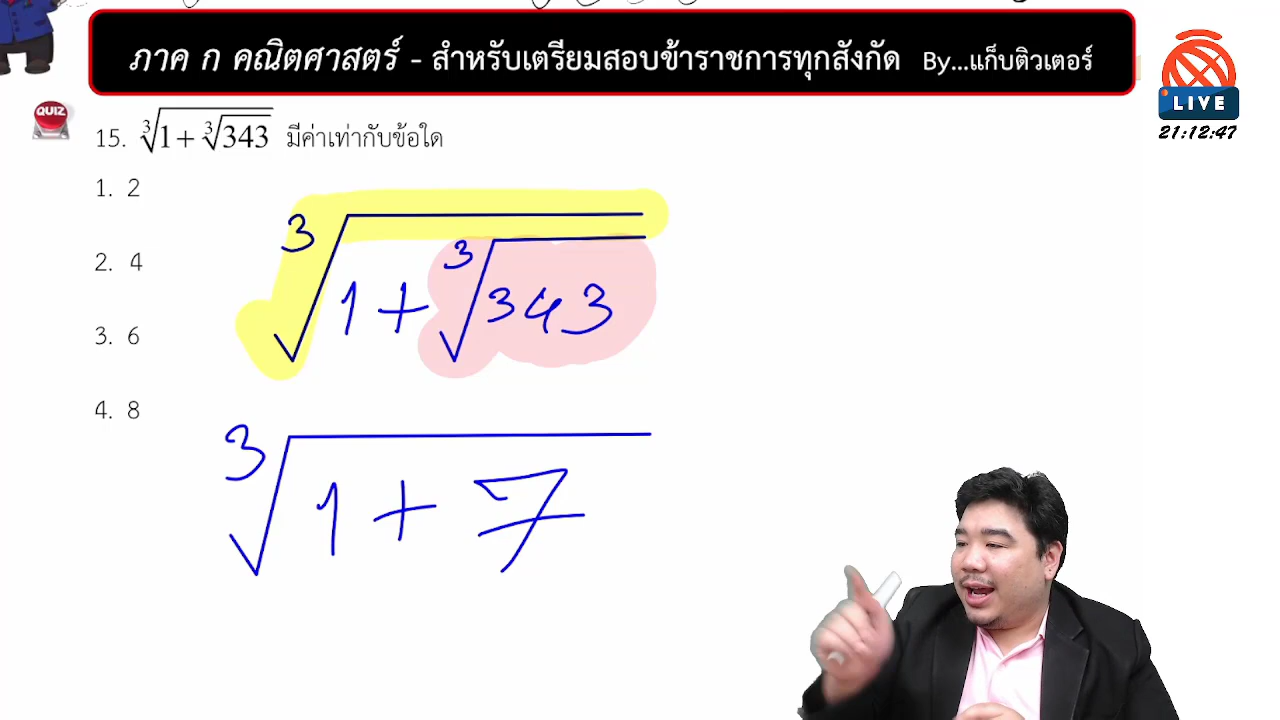 ภาค ก คณิตศาสตร์ - สำหรับเตรียมสอบข้าราชการทุกสังกัด By...แก็บติวเตอร์
LIVE
21:12:47
QUIZ
15. ∛(1+∛343) มีค่าเท่ากับข้อใด
1. 2
2. 4
3. 6
4. 8
∛(1+∛343)
∛(1+7)